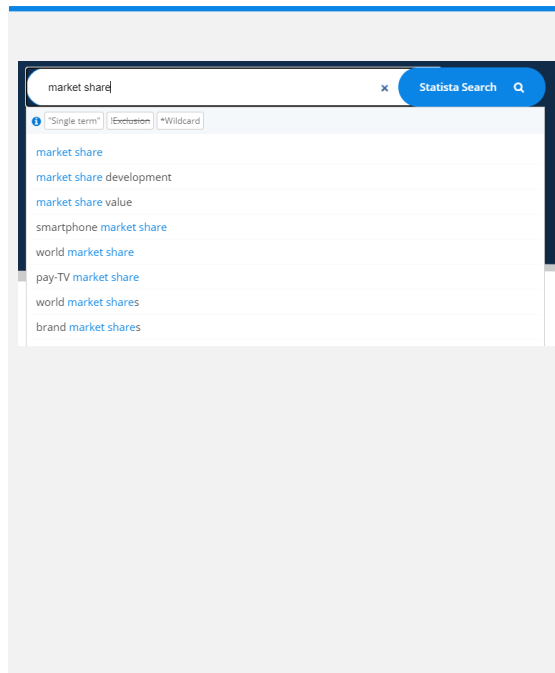 market share × Statista Search
"Single term" !Exclusion *Wildcard
market share
market share development
market share value
smartphone market share
world market share
pay-TV market share
world market shares
brand market shares